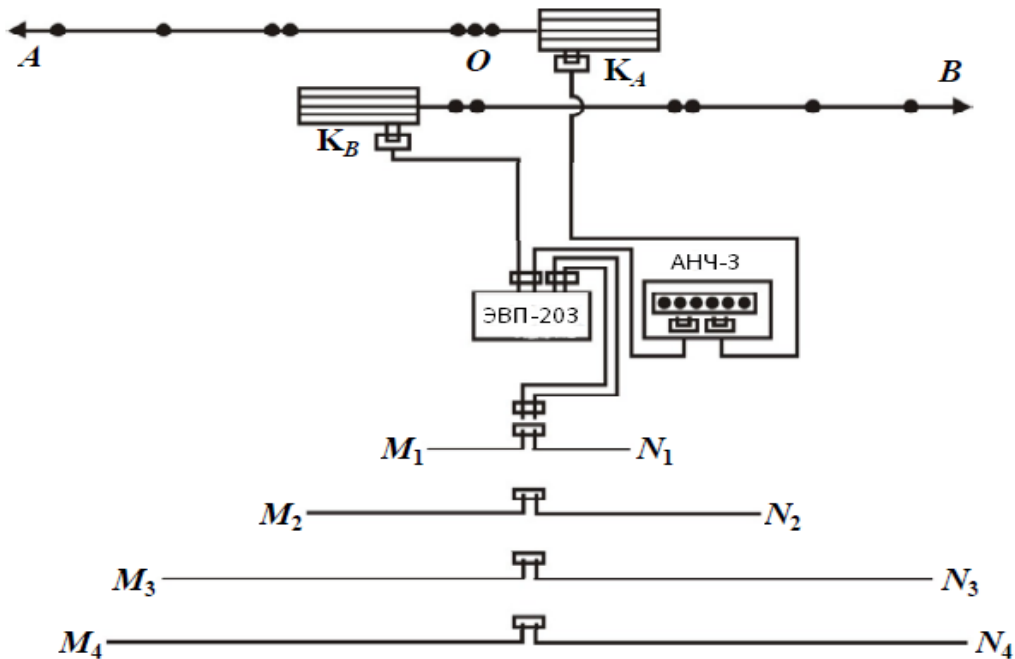 A O K_A B
K_B
АНЧ-3
ЭВП-203
M₁ N₁
M₂ N₂
M₃ N₃
M₄ N₄